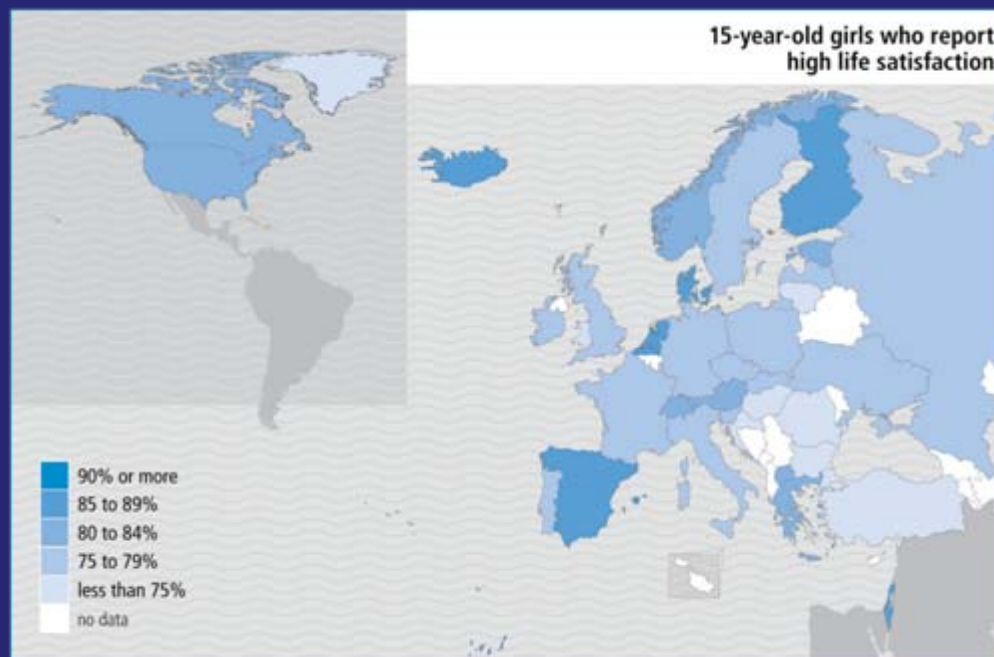 15-year-old girls who report
high life satisfaction
90% or more
85 to 89%
80 to 84%
75 to 79%
less than 75%
no data